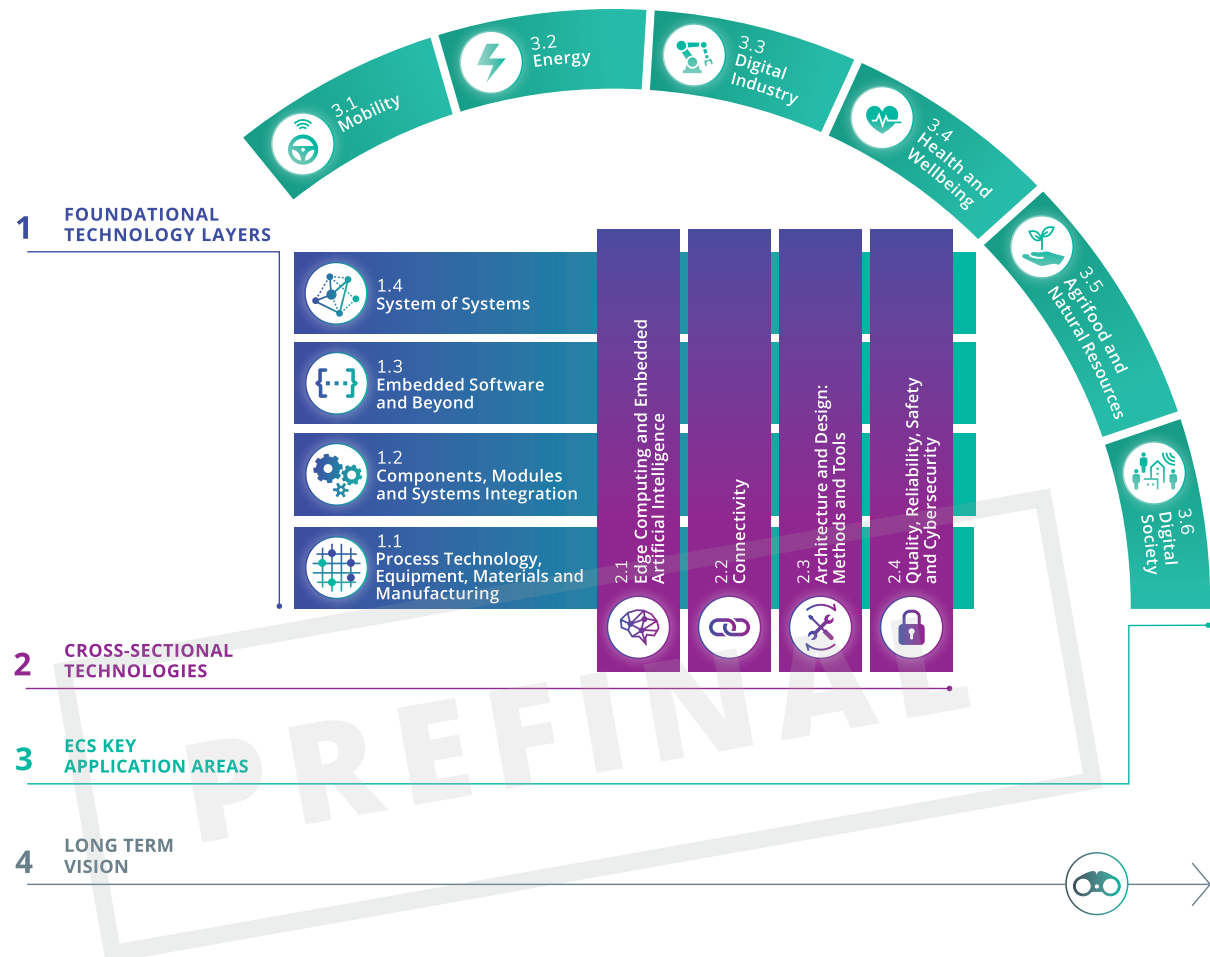 3.1
Mobility
3.2
Energy
3.3
Digital
Industry
3.4
Health and
Wellbeing
3.5
Agrifood and
Natural Resources
3.6
Digital
Society
1
FOUNDATIONAL
TECHNOLOGY LAYERS
1.4
System of Systems
1.3
Embedded Software
and Beyond
1.2
Components, Modules
and Systems Integration
1.1
Process Technology,
Equipment, Materials and
Manufacturing
2.1
Edge Computing and Embedded
Artificial Intelligence
2.2
Connectivity
2.3
Architecture and Design:
Methods and Tools
2.4
Quality, Reliability, Safety
and Cybersecurity
2
CROSS-SECTIONAL
TECHNOLOGIES
3
ECS KEY
APPLICATION AREAS
4
LONG TERM
VISION
PREFINAL